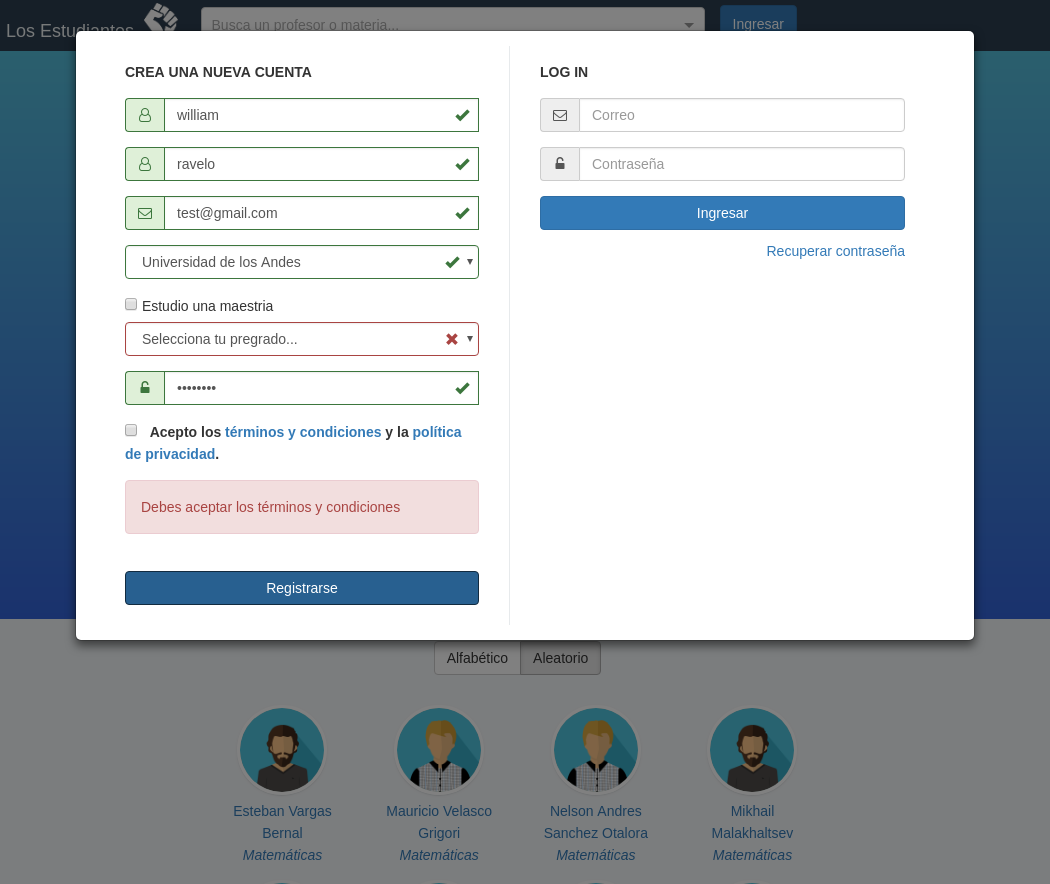 Los Estudiantes
Busca un profesor o materia...
Ingresar
CREA UNA NUEVA CUENTA
william
ravelo
test@gmail.com
Universidad de los Andes
Estudio una maestria
Selecciona tu pregrado...
••••••••
Acepto los términos y condiciones y la política
de privacidad.
Debes aceptar los términos y condiciones
Registrarse
LOG IN
Correo
Contraseña
Ingresar
Recuperar contraseña
Alfabético
Aleatorio
Esteban Vargas
Bernal
Matemáticas
Mauricio Velasco
Grigori
Matemáticas
Nelson Andres
Sanchez Otalora
Matemáticas
Mikhail
Malakhaltsev
Matemáticas